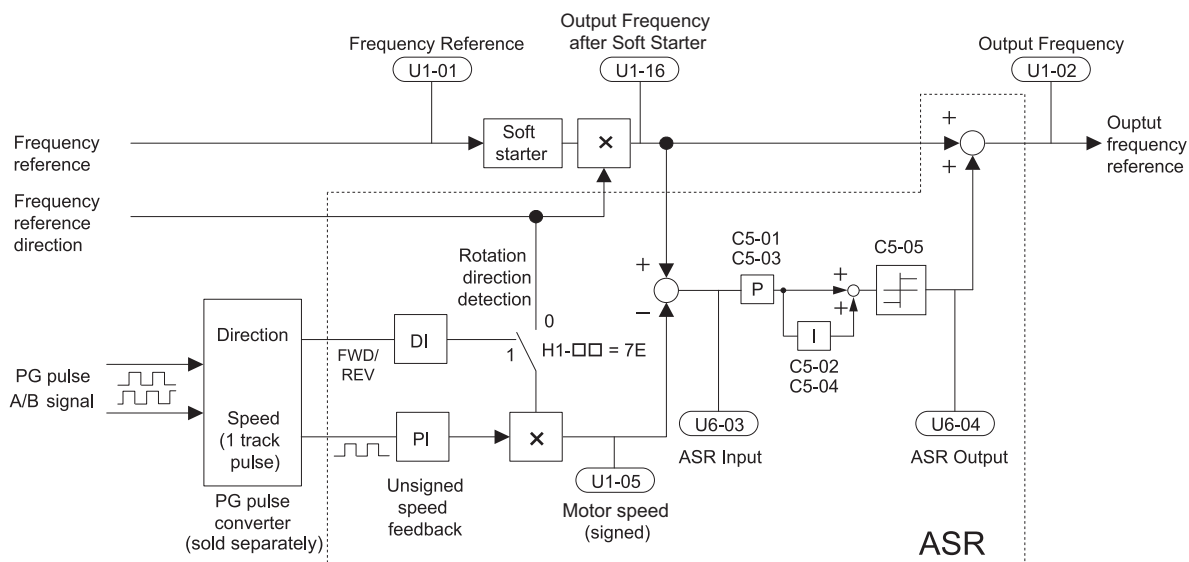 Frequency Reference
U1-01
Output Frequency
after Soft Starter
U1-16
Output Frequency
U1-02
Frequency
reference
Soft
starter
×
+
+
Ouptut
frequency
reference
Frequency
reference
direction
Rotation
direction
detection
0
1
H1-□□ = 7E
+
−
C5-01
C5-03
P
I
C5-02
C5-04
+
+
C5-05
PG pulse
A/B signal
Direction
Speed
(1 track
pulse)
PG pulse
converter
(sold separately)
FWD/
REV
DI
PI
×
Unsigned
speed
feedback
U1-05
Motor speed
(signed)
U6-03
ASR Input
U6-04
ASR Output
ASR